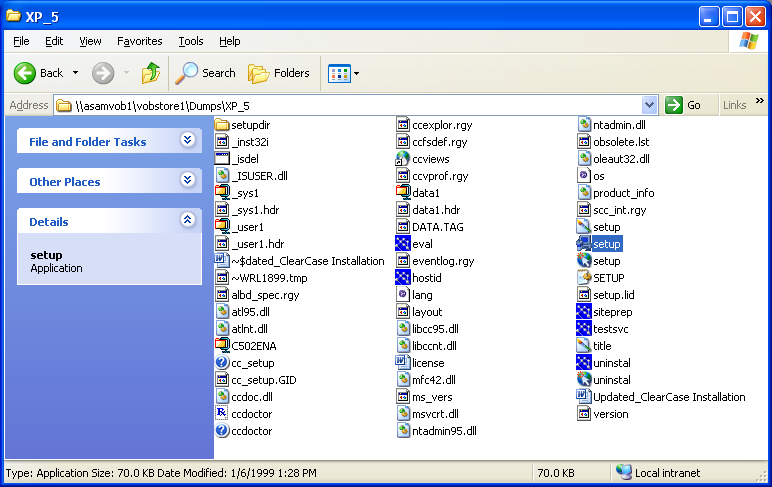 XP_5
File Edit View Favorites Tools Help
Back Search Folders
Address \\asamvob1\vobstore1\Dumps\XP_5 Go Links »
File and Folder Tasks
Other Places
Details
setup
Application
setupdir
_inst32i
_isdel
_ISUSER.dll
_sys1
_sys1.hdr
_user1
_user1.hdr
~$dated_ClearCase Installation
~WRL1899.tmp
albd_spec.rgy
atl95.dll
atlnt.dll
C502ENA
cc_setup
cc_setup.GID
ccdoc.dll
ccdoctor
ccdoctor
ccexplor.rgy
ccfsdef.rgy
ccviews
ccvprof.rgy
data1
data1.hdr
DATA.TAG
eval
eventlog.rgy
hostid
lang
layout
libcc95.dll
libccnt.dll
license
mfc42.dll
ms_vers
msvcrt.dll
ntadmin95.dll
ntadmin.dll
obsolete.lst
oleaut32.dll
os
product_info
scc_int.rgy
setup
setup
setup
SETUP
setup.lid
siteprep
testsvc
title
uninstal
uninstal
Updated_ClearCase Installation
version
Type: Application Size: 70.0 KB Date Modified: 1/6/1999 1:28 PM 70.0 KB Local intranet